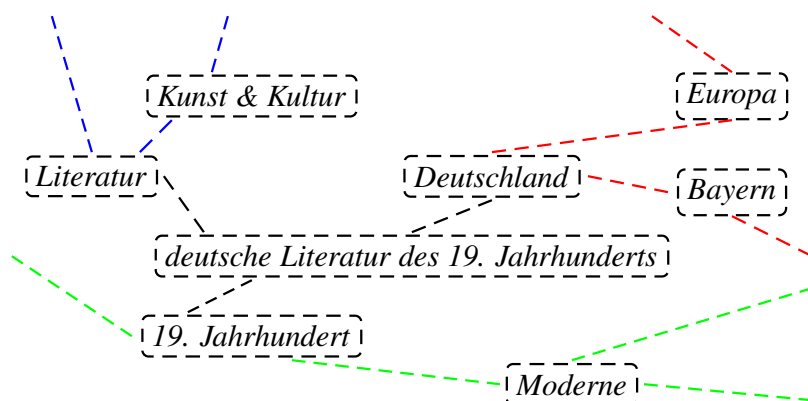 Kunst & Kultur
Europa
Literatur
Deutschland
Bayern
deutsche Literatur des 19. Jahrhunderts
19. Jahrhundert
Moderne